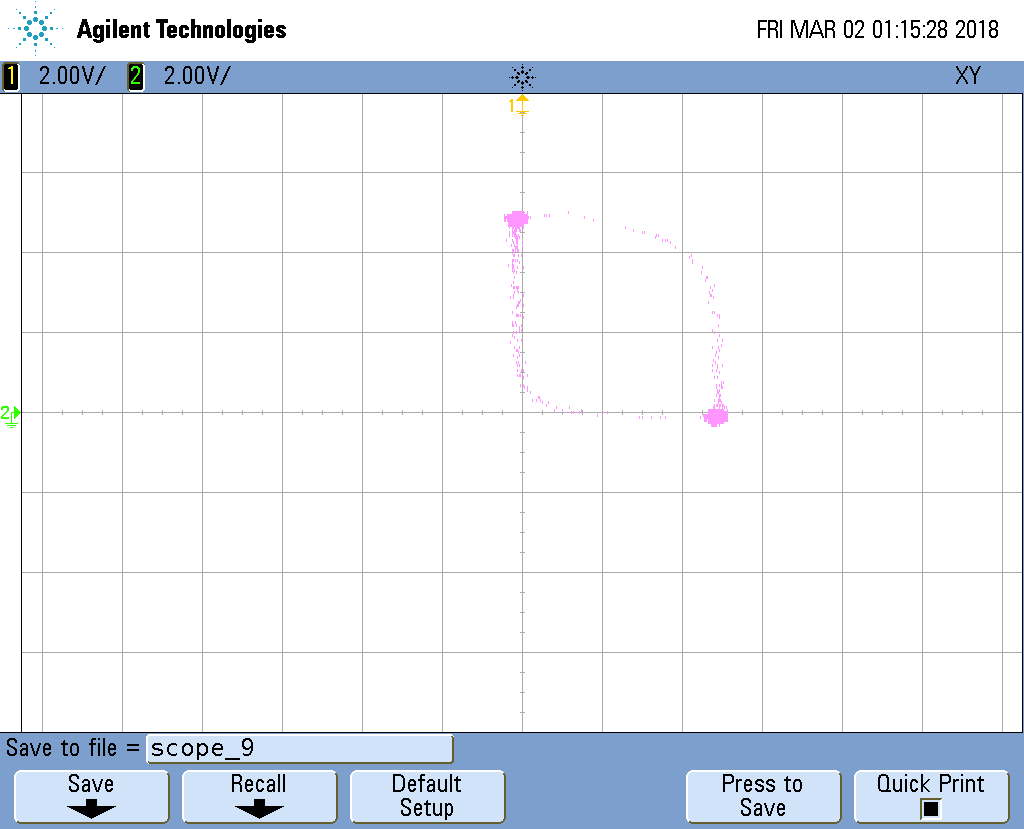 Agilent Technologies
FRI MAR 02 01:15:28 2018
1 2.00V/ 2 2.00V/ XY
1
2
Save to file = scope_9
Save Recall Default Setup Press to Save Quick Print